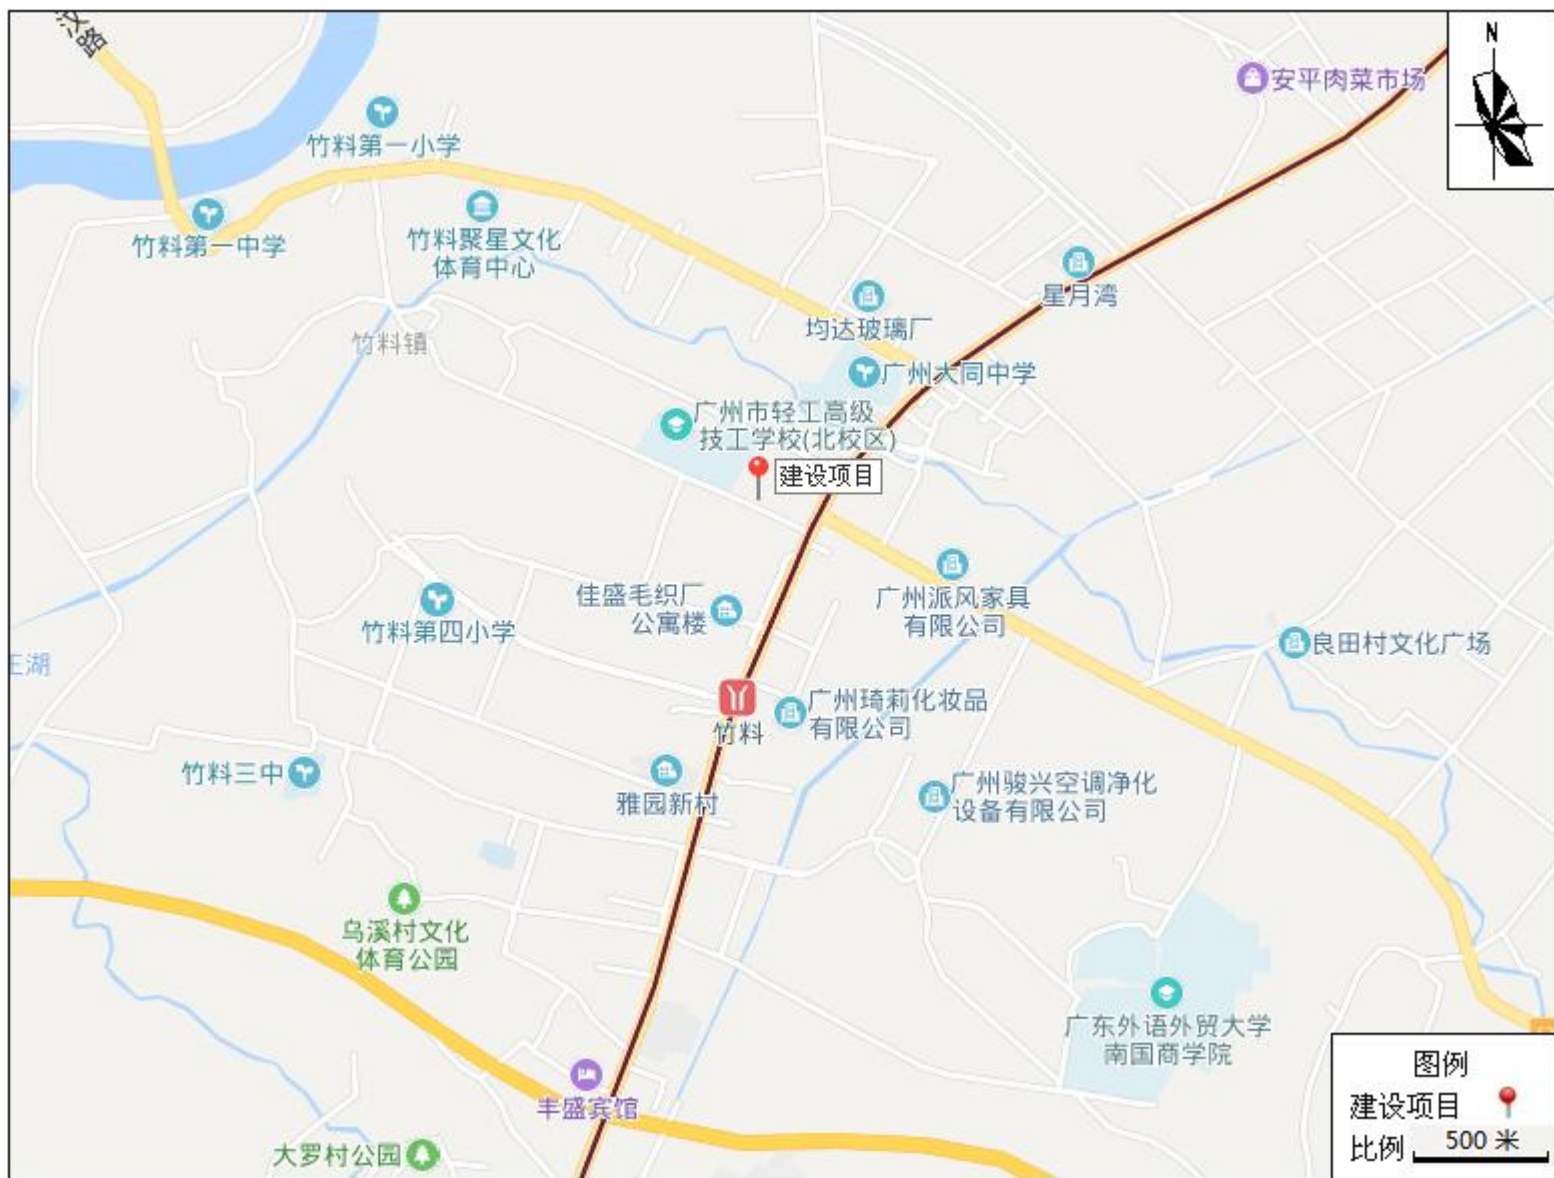 汶路
N
安平肉菜市场
竹料第一小学
竹料第一中学
竹料聚星文化
体育中心
星月湾
均达玻璃厂
竹料镇
广州大同中学
广州市轻工高级
技工学校(北校区)
建设项目
佳盛毛织厂
公寓楼
广州派风家具
有限公司
竹料第四小学
良田村文化广场
王湖
广州琦莉化妆品
有限公司
竹料
竹料三中
雅园新村
广州骏兴空调净化
设备有限公司
乌溪村文化
体育公园
广东外语外贸大学
南国商学院
丰盛宾馆
大罗村公园
图例
建设项目
比例 500 米